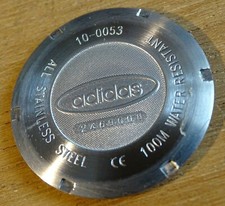 10-0053
adidas
ALL STAINLESS STEEL
CE
100M WATER RESISTANT